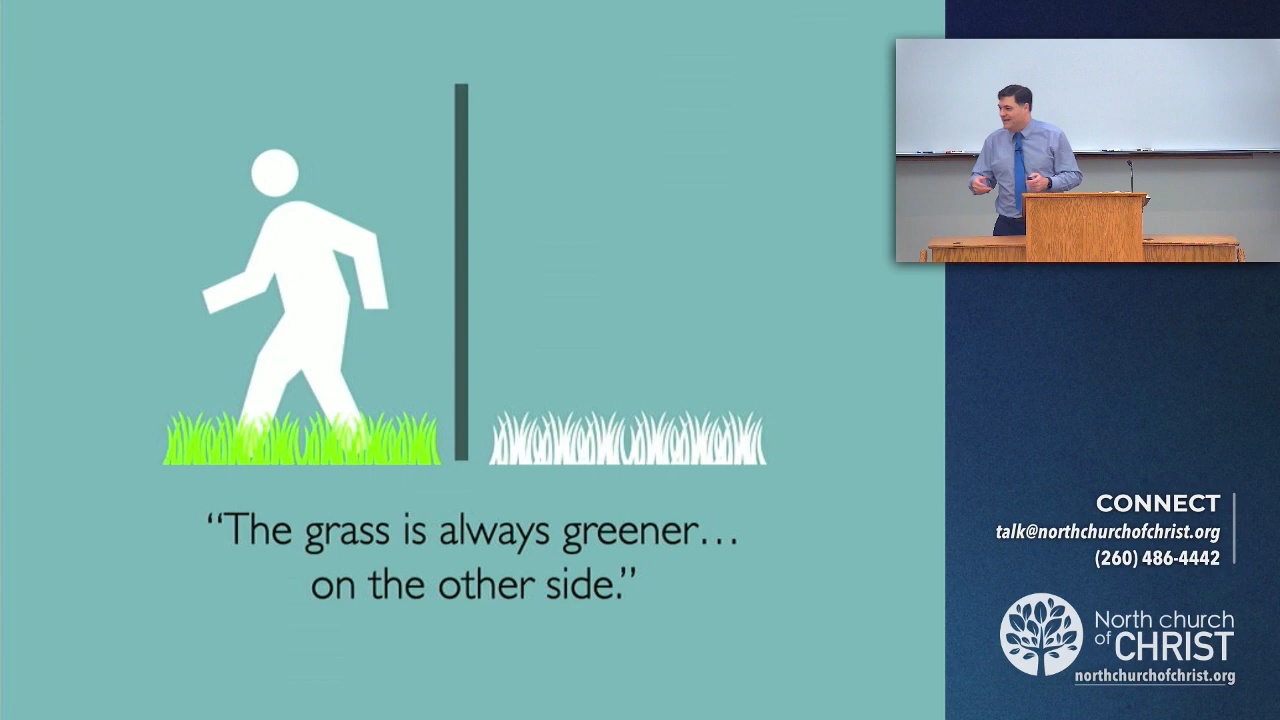 “The grass is always greener…
on the other side.”
CONNECT
talk@northchurchofchrist.org
(260) 486-4442
North church
of CHRIST
northchurchofchrist.org